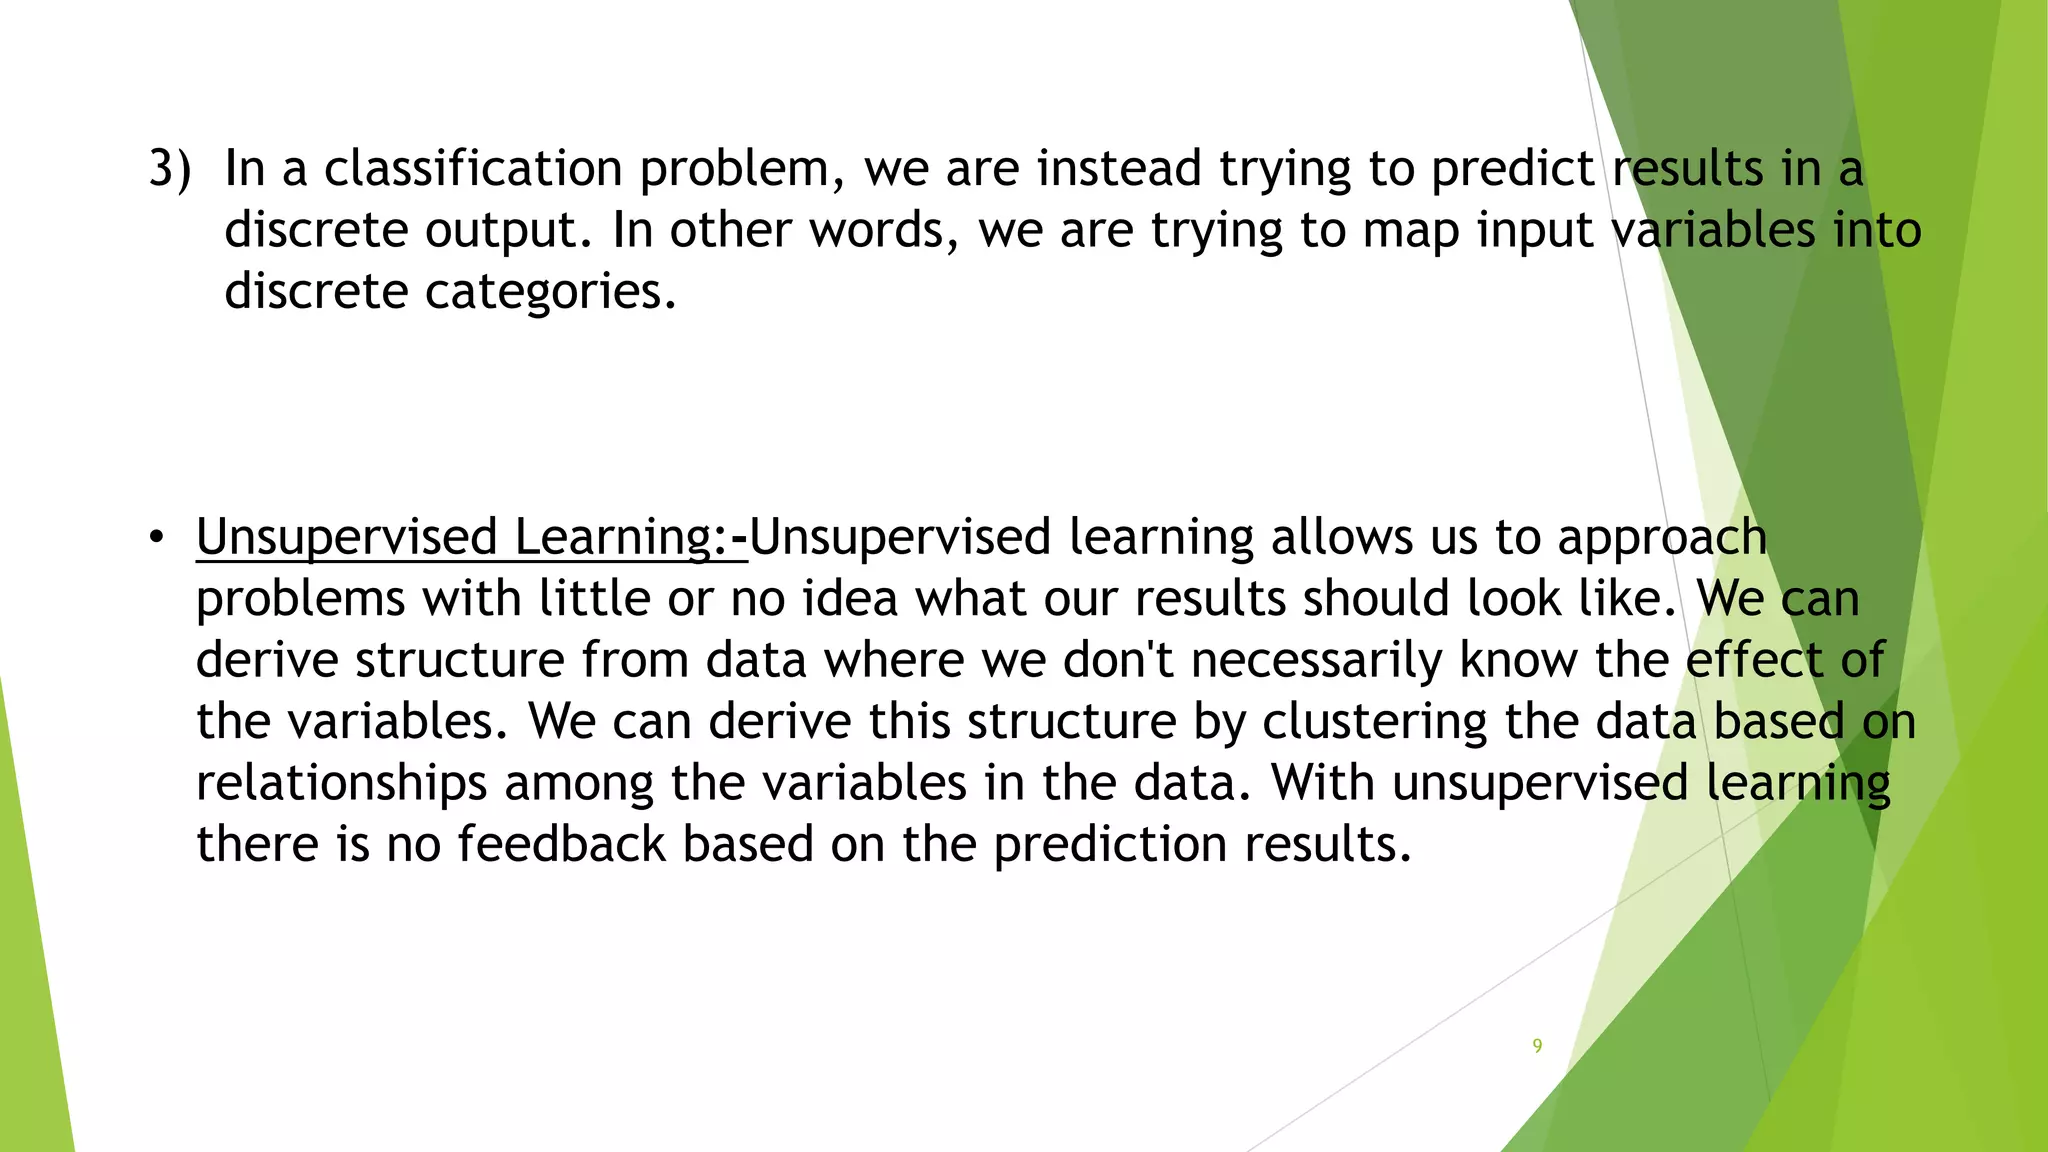 3) In a classification problem, we are instead trying to predict results in a
discrete output. In other words, we are trying to map input variables into
discrete categories.
• Unsupervised Learning:-Unsupervised learning allows us to approach
problems with little or no idea what our results should look like. We can
derive structure from data where we don't necessarily know the effect of
the variables. We can derive this structure by clustering the data based on
relationships among the variables in the data. With unsupervised learning
there is no feedback based on the prediction results.
9